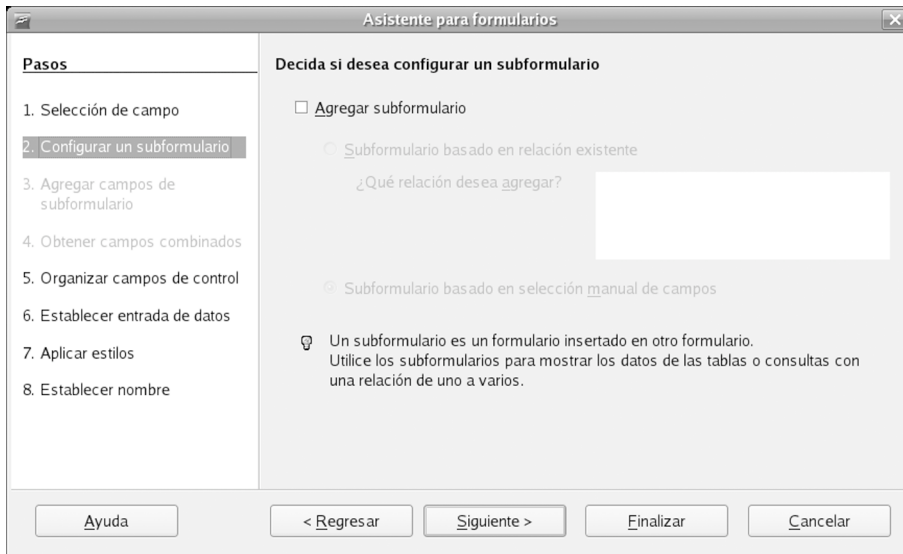 Asistente para formularios
Pasos
1. Selección de campo
2. Configurar un subformulario
3. Agregar campos de
subformulario
4. Obtener campos combinados
5. Organizar campos de control
6. Establecer entrada de datos
7. Aplicar estilos
8. Establecer nombre
Decida si desea configurar un subformulario
Agregar subformulario
Subformulario basado en relación existente
¿Qué relación desea agregar?
Subformulario basado en selección manual de campos
Un subformulario es un formulario insertado en otro formulario.
Utilice los subformularios para mostrar los datos de las tablas o consultas con
una relación de uno a varios.
Ayuda
< Regresar
Siguiente >
Finalizar
Cancelar